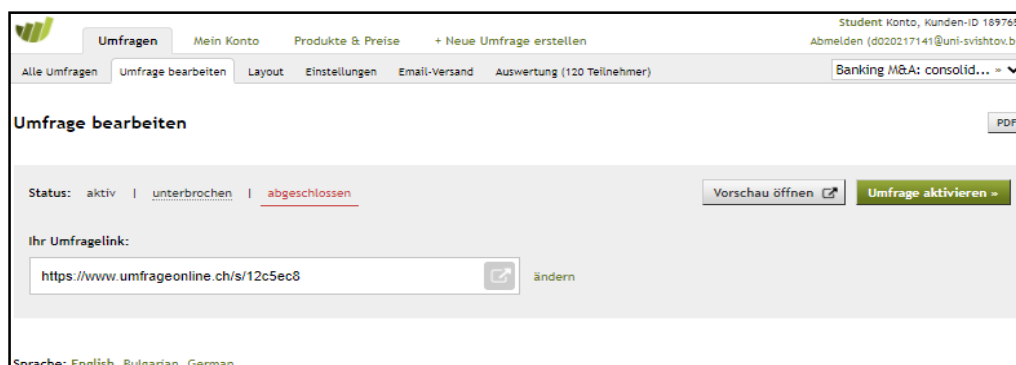 Student Konto, Kunden-ID 189765
Umfragen Mein Konto Produkte & Preise + Neue Umfrage erstellen Abmelden (d020217141@uni-svishtov.b
Alle Umfragen Umfrage bearbeiten Layout Einstellungen Email-Versand Auswertung (120 Teilnehmer) Banking M&A: consolid... »
Umfrage bearbeiten PDF
Status: aktiv | unterbrochen | abgeschlossen Vorschau öffnen Umfrage aktivieren »
Ihr Umfragelink:
https://www.umfrageonline.ch/s/12c5ec8 ändern
Sprache: English Bulgarian German